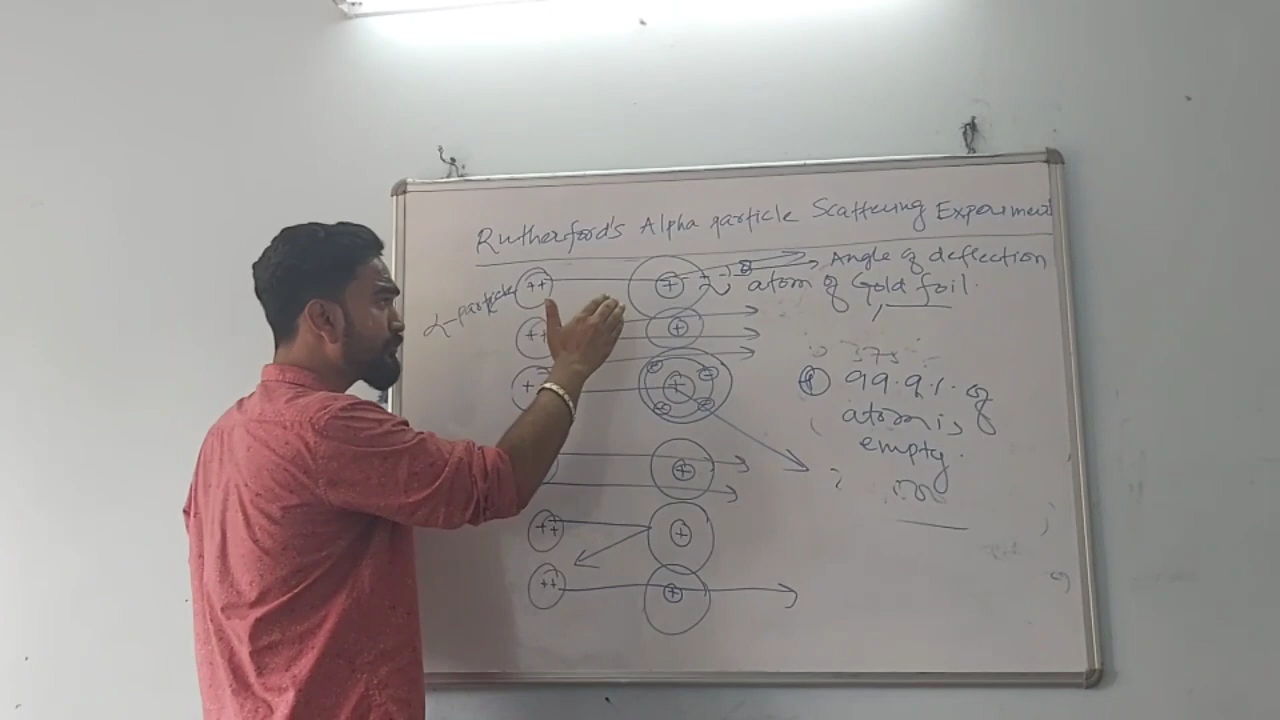 Rutherford's Alpha particle Scattering Experiment
Angle of deflection
θ
α-particle
atom of Gold foil.
① 99.9% of
atom is
empty.